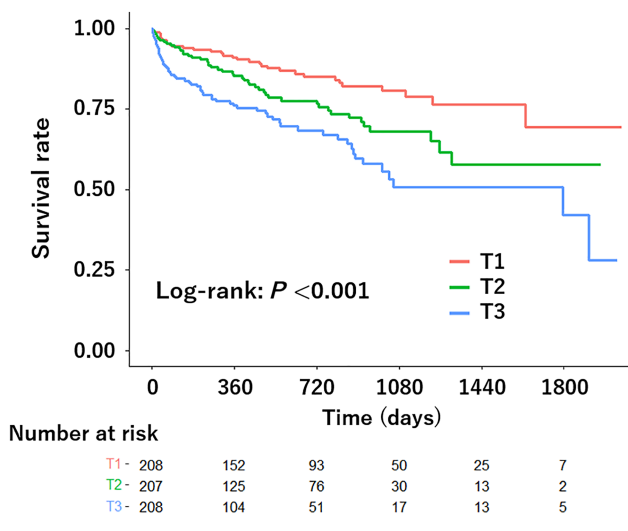 1.00
0.75
0.50
0.25
0.00
Survival rate
Log-rank: P <0.001
T1
T2
T3
0 360 720 1080 1440 1800
Time (days)
Number at risk
T1- 208 152 93 50 25 7
T2- 207 125 76 30 13 2
T3- 208 104 51 17 13 5